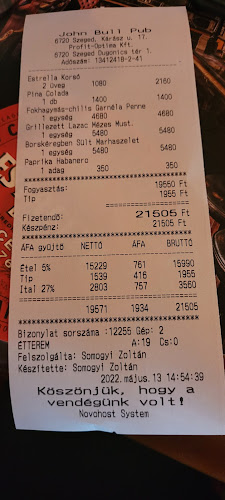 John Bull Pub
6720 Szeged, Kárász u. 17.
Profit-Optima Kft.
6720 Szeged Dugonics tér 1.
Adószám: 13412418-2-41
Estrella Korsó
2 üveg 1080 2160
Pina Colada
1 db 1400 1400
Fokhagymás-chilis Garnéla Penne
1 egység 4680 4680
Grillezett Lazac Mézes Must.
1 egység 5480 5480
Borskéregben Sült Marhaszelet
1 egység 5480 5480
Paprika Habanero
1 adag 350 350
Fogyasztás: 19550 Ft
Tip 1955 Ft
Fizetendő: 21505 Ft
Készpénz: 21505 Ft
ÁFA gyűjtő NETTÓ ÁFA BRUTTÓ
Étel 5% 15229 761 15990
Tip 1539 416 1955
Ital 27% 2803 757 3560
19571 1934 21505
Bizonylat sorszáma :12255 Gép: 2
ÉTTEREM A:19 Cs:0
Felszolgálta: Somogyi Zoltán
Készítette: Somogyi Zoltán
2022.május.13 14:54:39
Köszönjük, hogy a
vendégünk volt!
Novohost System